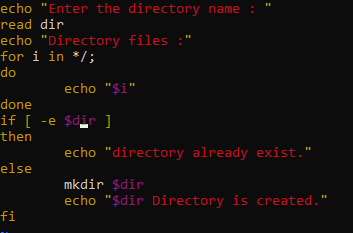 echo "Enter the directory name : "
read dir
echo "Directory files :"
for i in */;
do
        echo "$i"
done
if [ -e $dir ]
then
        echo "directory already exist."
else
        mkdir $dir
        echo "$dir Directory is created."
fi